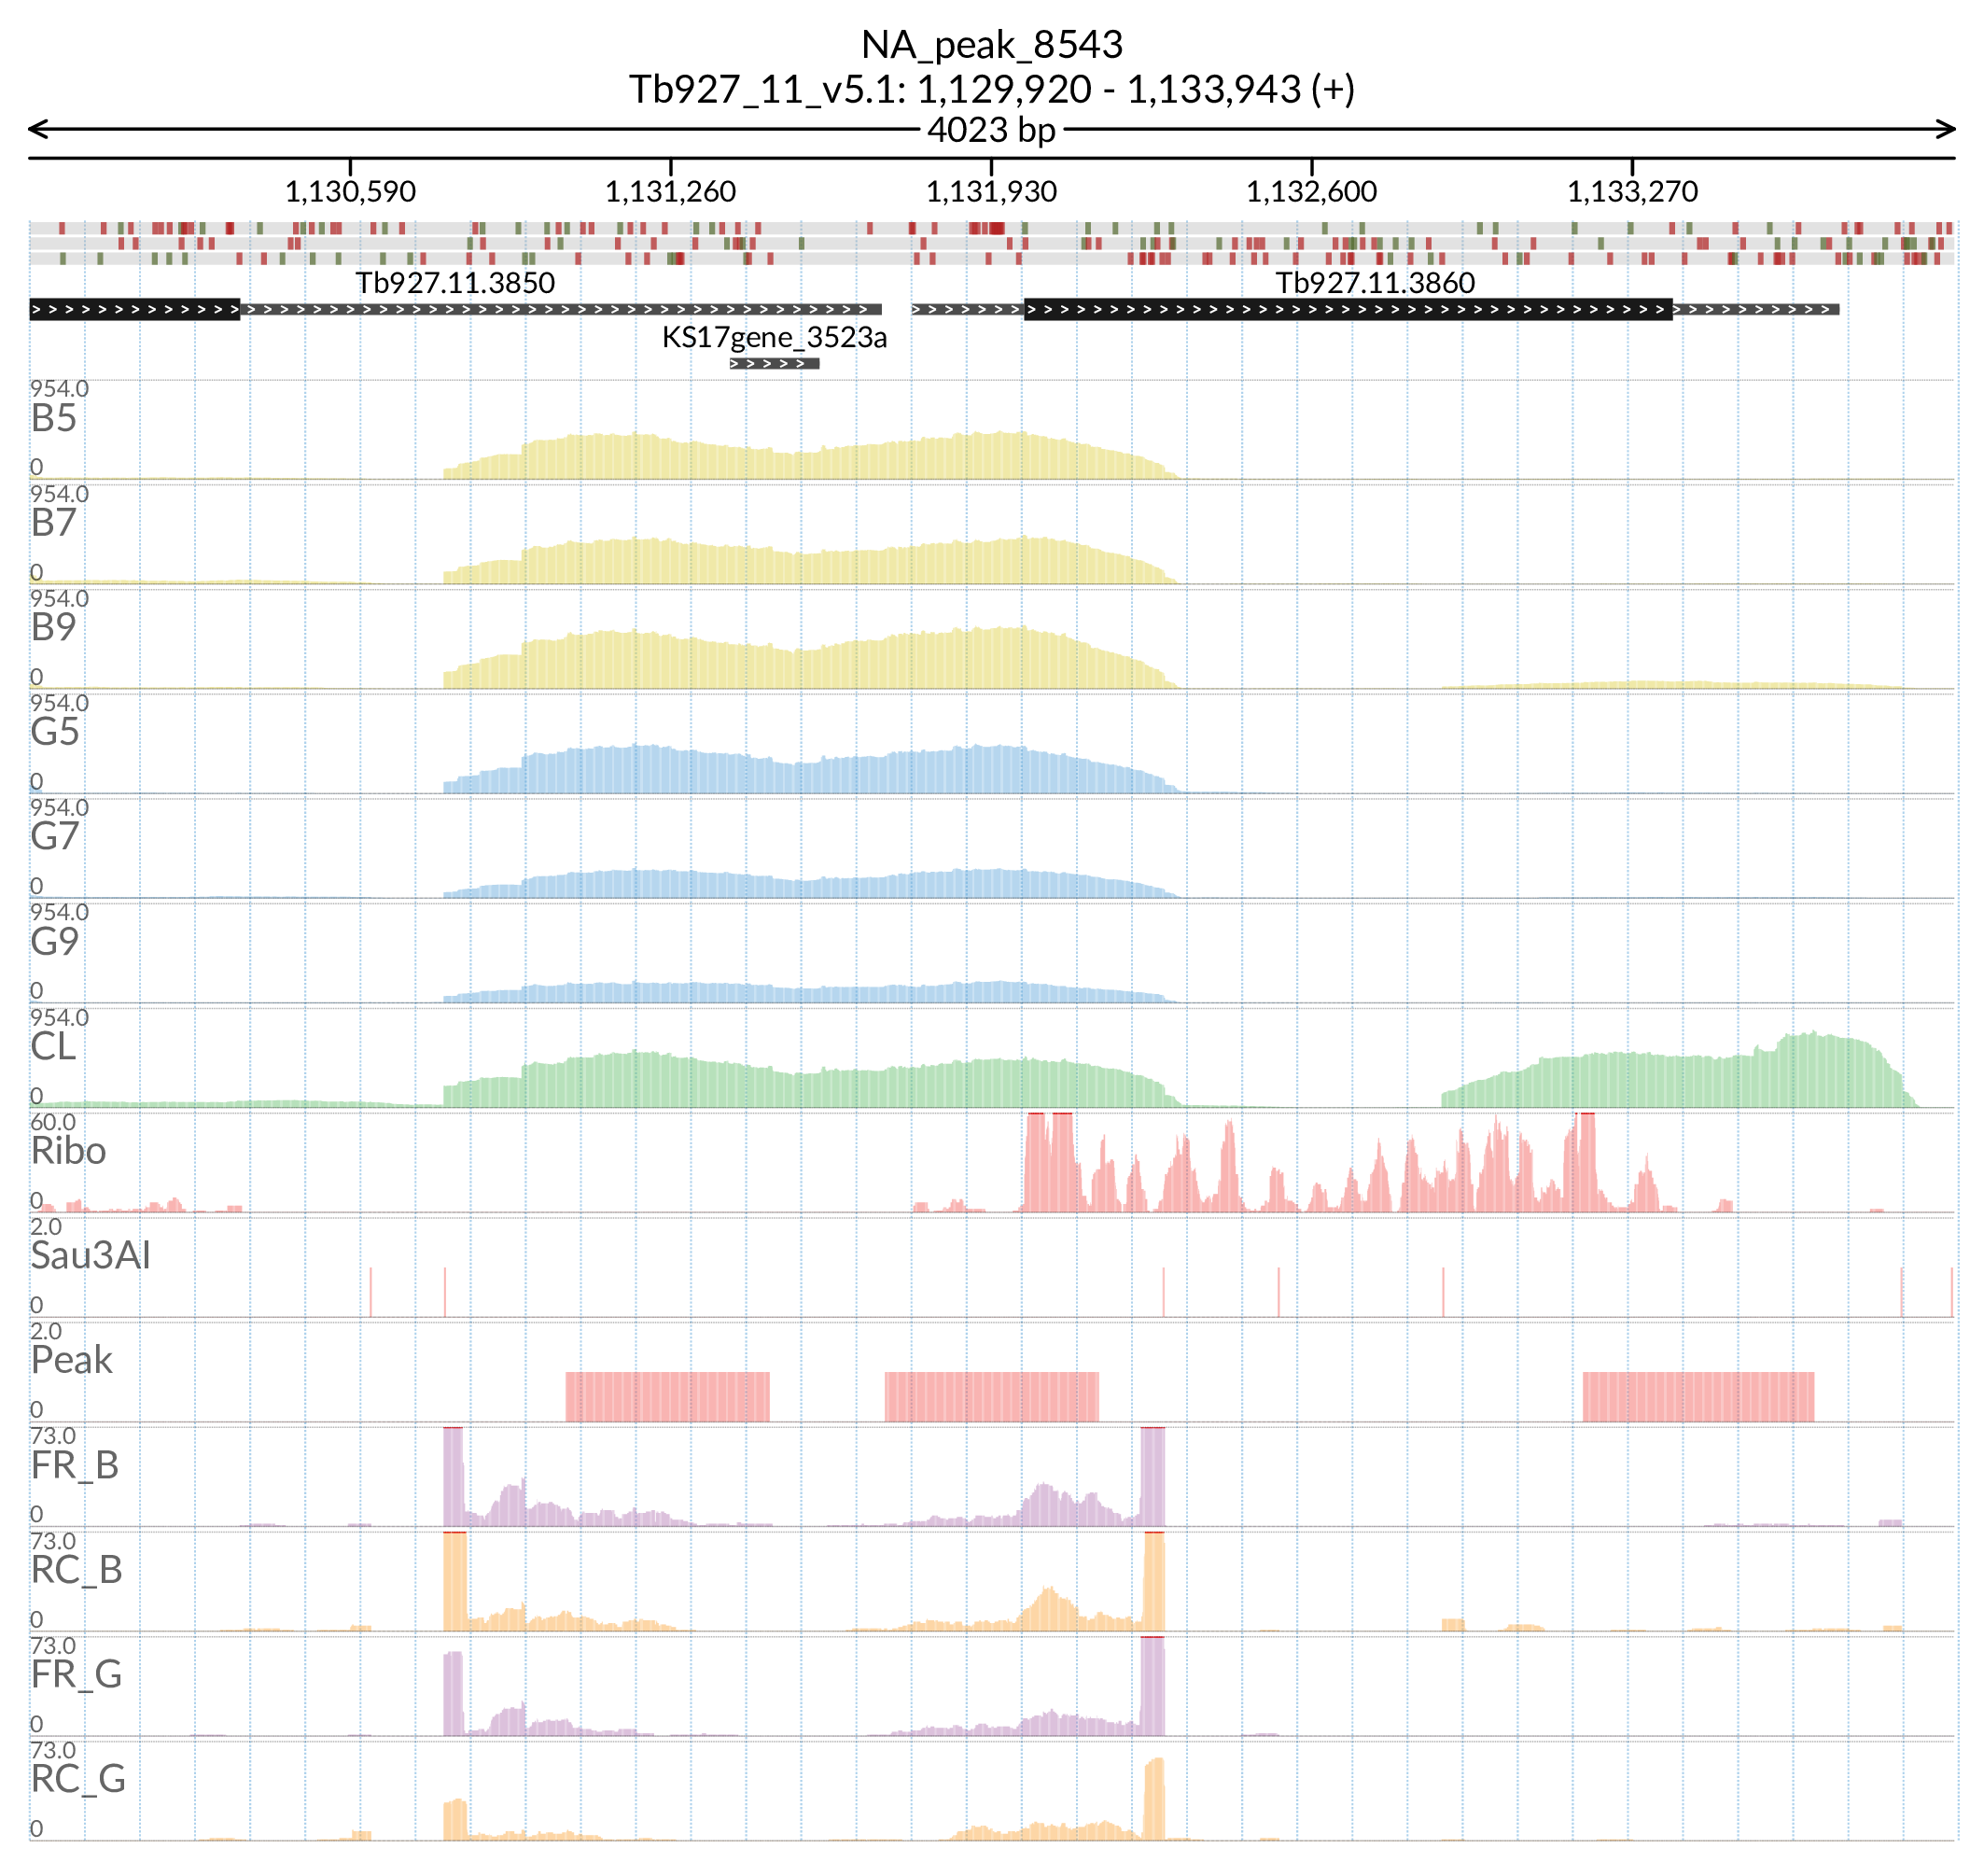 NA_peak_8543
Tb927_11_v5.1: 1,129,920 - 1,133,943 (+)
4023 bp
1,130,590 1,131,260 1,131,930 1,132,600 1,133,270
Tb927.11.3850 Tb927.11.3860
KS17gene_3523a
954.0
B5
0
954.0
B7
0
954.0
B9
0
954.0
G5
0
954.0
G7
0
954.0
G9
0
954.0
CL
0
60.0
Ribo
0
2.0
Sau3AI
0
2.0
Peak
0
73.0
FR_B
0
73.0
RC_B
0
73.0
FR_G
0
73.0
RC_G
0